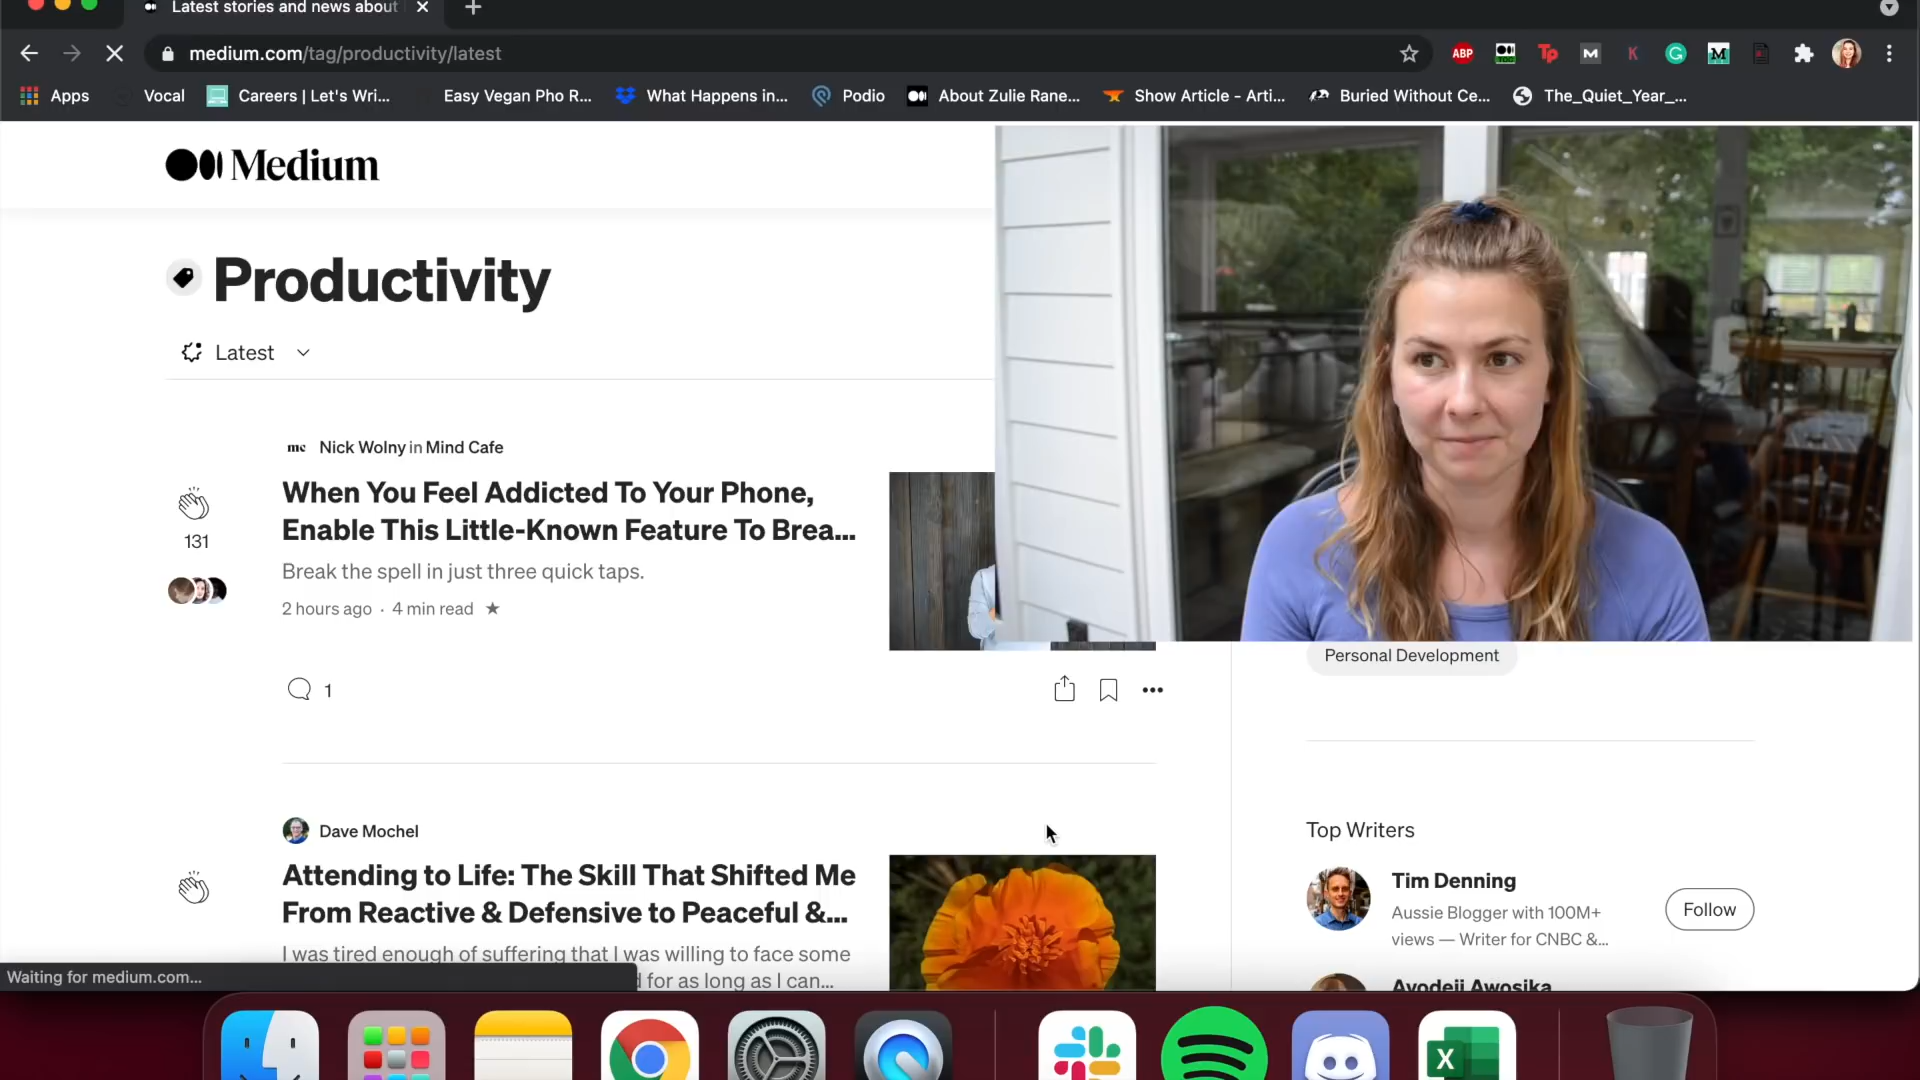 Latest stories and news about
medium.com/tag/productivity/latest
ABP
Tp
M
K
G
M
Apps
Vocal
Careers | Let's Wri...
Easy Vegan Pho R...
What Happens in...
Podio
About Zulie Rane...
Show Article - Arti...
Buried Without Ce...
The_Quiet_Year_...
Medium
Productivity
Latest
mc Nick Wolny in Mind Cafe
When You Feel Addicted To Your Phone,
Enable This Little-Known Feature To Brea...
131
Break the spell in just three quick taps.
2 hours ago · 4 min read
1
Personal Development
Dave Mochel
Attending to Life: The Skill That Shifted Me
From Reactive & Defensive to Peaceful &...
I was tired enough of suffering that I was willing to face some
d for as long as I can...
Top Writers
Tim Denning
Aussie Blogger with 100M+
views — Writer for CNBC &...
Follow
Ayodeji Awosika
Waiting for medium.com...
X